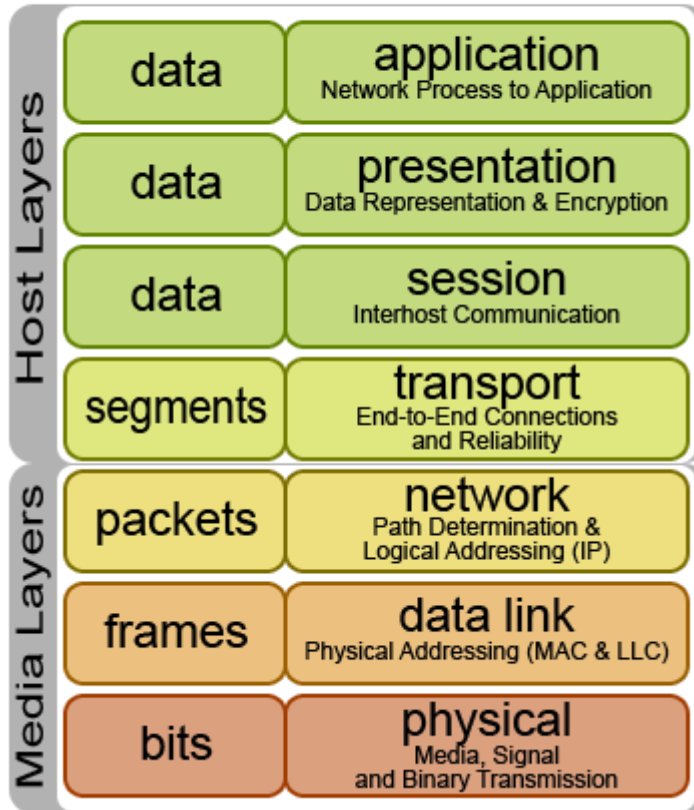 Host Layers
data
application
Network Process to Application
data
presentation
Data Representation & Encryption
data
session
Interhost Communication
segments
transport
End-to-End Connections
and Reliability
Media Layers
packets
network
Path Determination &
Logical Addressing (IP)
frames
data link
Physical Addressing (MAC & LLC)
bits
physical
Media, Signal
and Binary Transmission